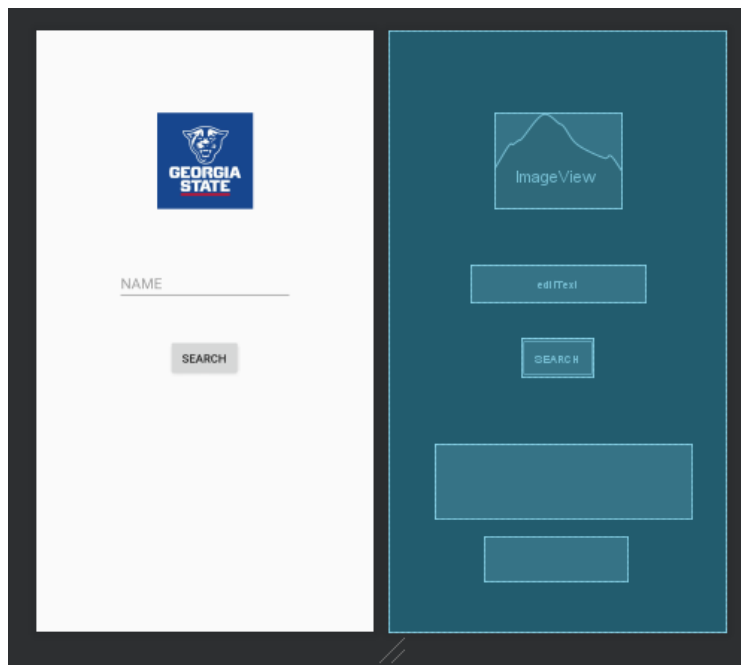 GEORGIA
STATE
NAME
SEARCH
ImageView
editText
SEARCH